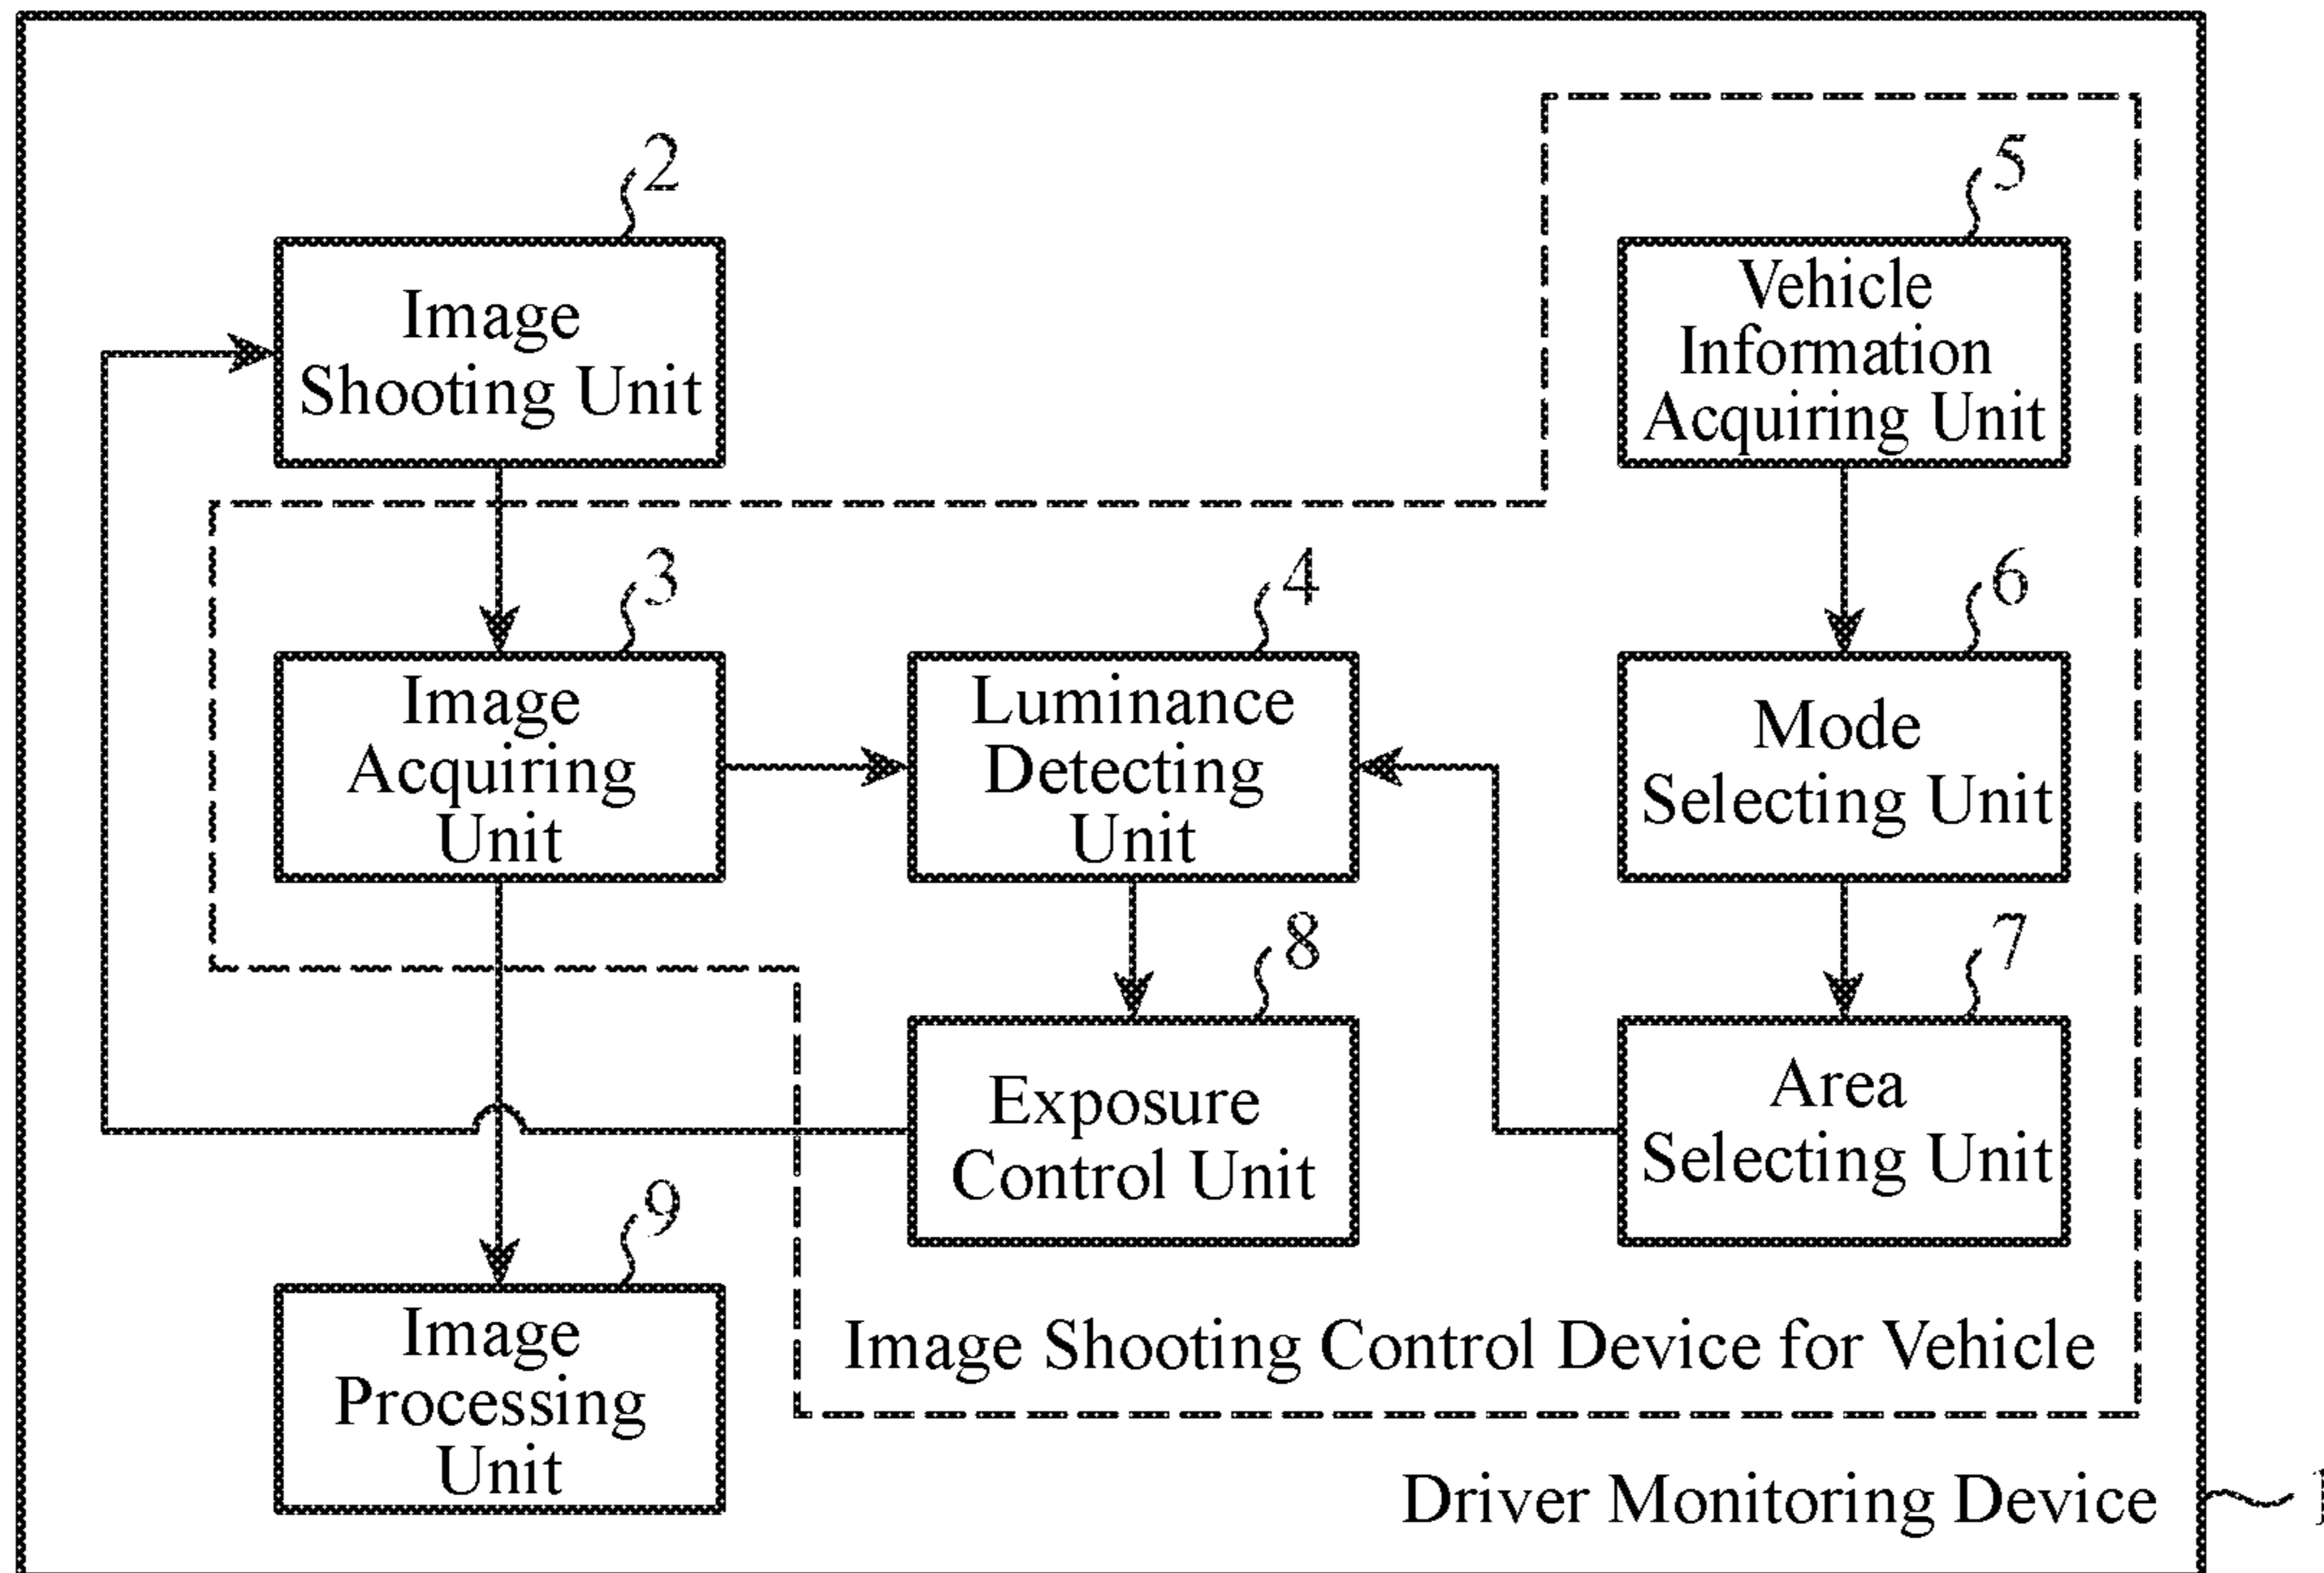 2
Image
Shooting Unit
5
Vehicle
Information
Acquiring Unit
3
Image
Acquiring
Unit
4
Luminance
Detecting
Unit
6
Mode
Selecting Unit
8
Exposure
Control Unit
7
Area
Selecting Unit
9
Image
Processing
Unit
Image Shooting Control Device for Vehicle
Driver Monitoring Device
1